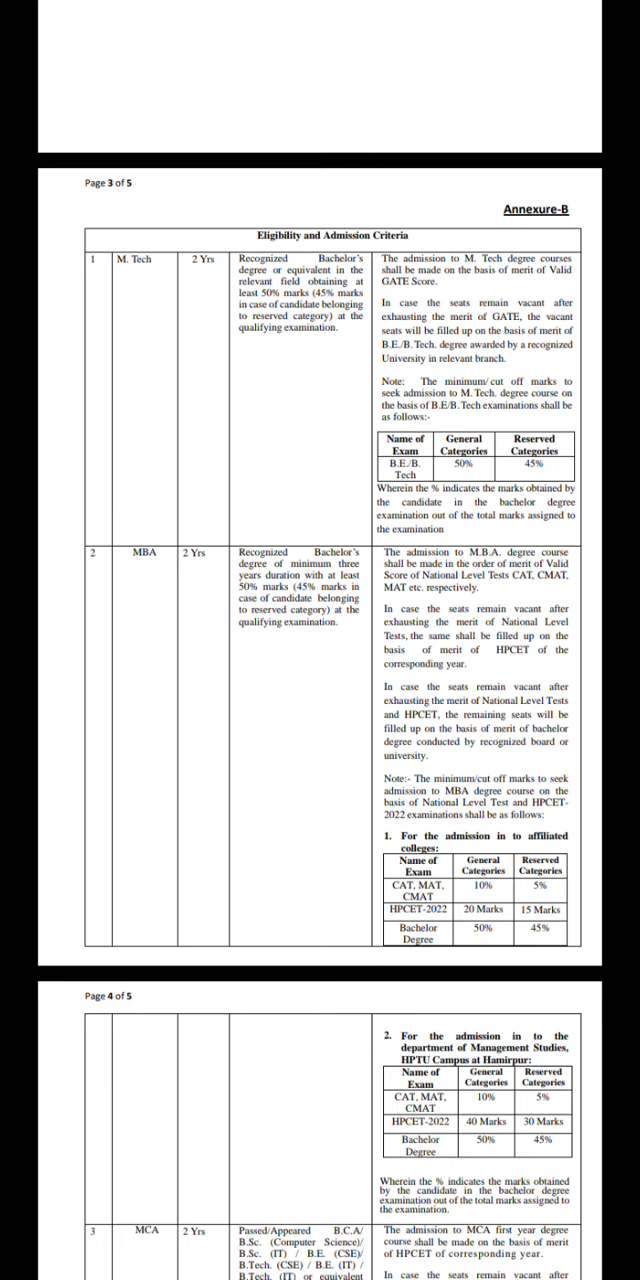 Page 3 of 5
Annexure-B
Eligibility and Admission Criteria
1 M. Tech 2 Yrs
Recognized Bachelor's
degree or equivalent in the
relevant field obtaining at
least 50% marks (45% marks
in case of candidate belonging
to reserved category) at the
qualifying examination.
The admission to M. Tech degree courses
shall be made on the basis of merit of Valid
GATE Score.
In case the seats remain vacant after
exhausting the merit of GATE, the vacant
seats will be filled up on the basis of merit of
B.E./B. Tech. degree awarded by a recognized
University in relevant branch.
Note: The minimum/cut off marks to
seek admission to M. Tech. degree course on
the basis of B.E/B. Tech examinations shall be
as follows:-
Name of General Reserved
Exam Categories Categories
B.E./B. 50% 45%
Tech
Wherein the % indicates the marks obtained by
the candidate in the bachelor degree
examination out of the total marks assigned to
the examination
2 MBA 2 Yrs
Recognized Bachelor's
degree of minimum three
years duration with at least
50% marks (45% marks in
case of candidate belonging
to reserved category) at the
qualifying examination.
The admission to M.B.A. degree course
shall be made in the order of merit of Valid
Score of National Level Tests CAT, CMAT,
MAT etc. respectively.
In case the seats remain vacant after
exhausting the merit of National Level
Tests, the same shall be filled up on the
basis of merit of HPCET of the
corresponding year.
In case the seats remain vacant after
exhausting the merit of National Level Tests
and HPCET, the remaining seats will be
filled up on the basis of merit of bachelor
degree conducted by recognized board or
university.
Note:- The minimum/cut off marks to seek
admission to MBA degree course on the
basis of National Level Test and HPCET-
2022 examinations shall be as follows:
1. For the admission in to affiliated
colleges:
Name of General Reserved
Exam Categories Categories
CAT, MAT, 10% 5%
CMAT
HPCET-2022 20 Marks 15 Marks
Bachelor 50% 45%
Degree
Page 4 of 5
2. For the admission in to the
department of Management Studies,
HPTU Campus at Hamirpur:
Name of General Reserved
Exam Categories Categories
CAT, MAT, 10% 5%
CMAT
HPCET-2022 40 Marks 30 Marks
Bachelor 50% 45%
Degree
Wherein the % indicates the marks obtained
by the candidate in the bachelor degree
examination out of the total marks assigned to
the examination.
3 MCA 2 Yrs
Passed/Appeared B.C.A/
B.Sc. (Computer Science)/
B.Sc. (IT) / B.E. (CSE)/
B.Tech. (CSE) / B.E. (IT) /
B.Tech. (IT) or equivalent
The admission to MCA first year degree
course shall be made on the basis of merit
of HPCET of corresponding year.
In case the seats remain vacant after